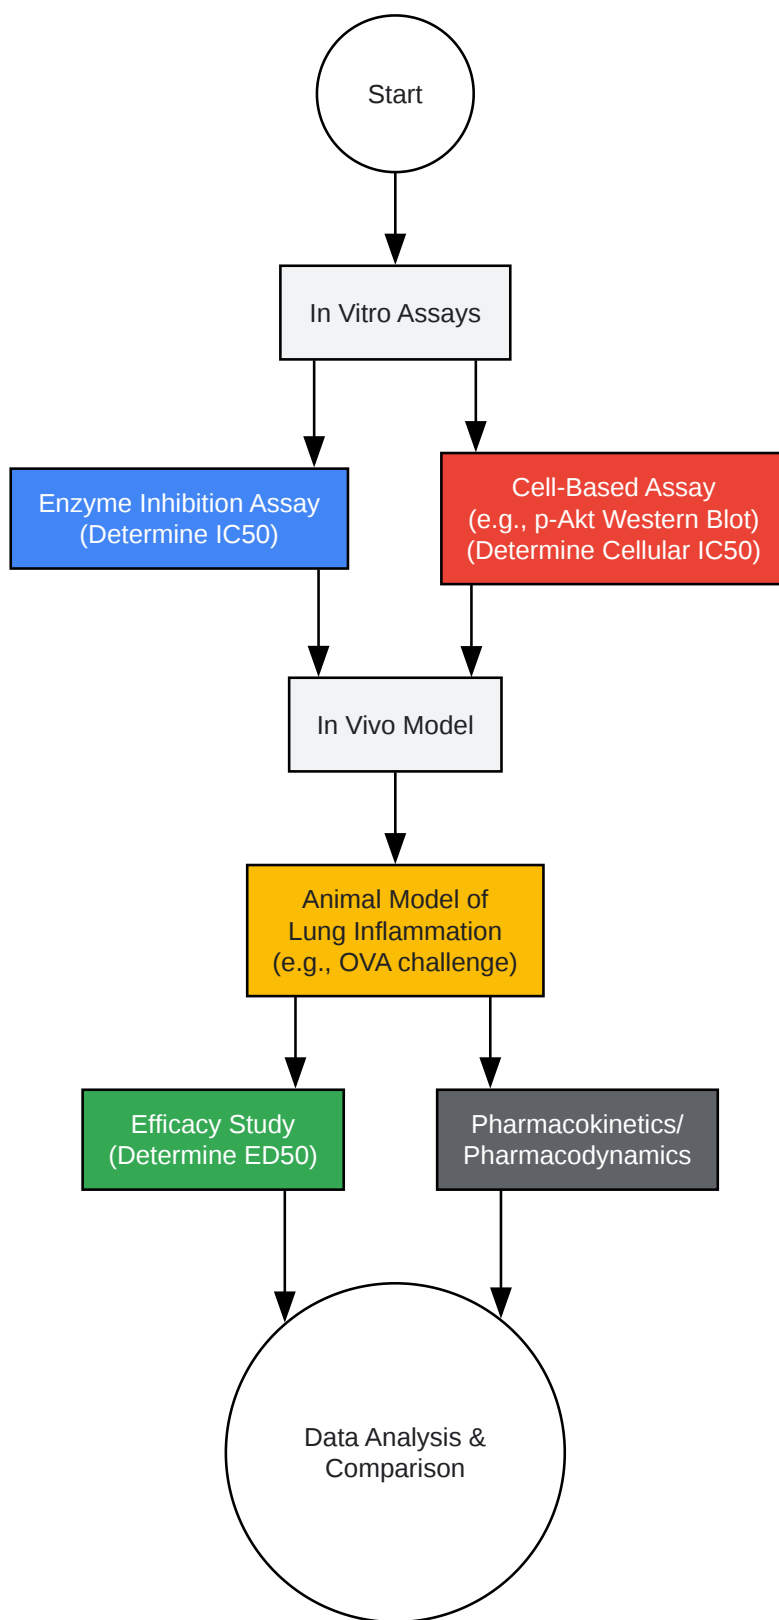 Start
In Vitro Assays
Enzyme Inhibition Assay
(Determine IC50)
Cell-Based Assay
(e.g., p-Akt Western Blot)
(Determine Cellular IC50)
In Vivo Model
Animal Model of
Lung Inflammation
(e.g., OVA challenge)
Efficacy Study
(Determine ED50)
Pharmacokinetics/
Pharmacodynamics
Data Analysis &
Comparison